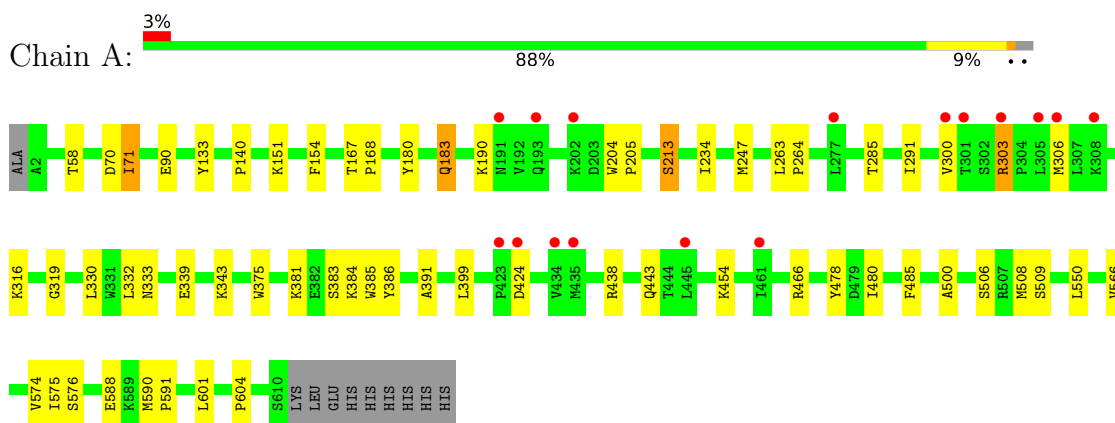 3%
Chain A:
88% 9% • •
ALA A2 T58 D70 I71 E90 Y133 P140 K151 F154 T167 P168 Y180 Q183 K190 N191 V192 Q193 K202 D203 W204 P205 S213 I234 M247 L263 P264 L277 T285 I291 V300 T301 S302 R303 P304 L305 M306 L307 K308
K316 G319 L330 W331 L332 N333 E339 K343 W375 K381 E382 S383 K384 W385 Y386 A391 L399 P423 D424 V434 M435 R438 Q443 T444 L445 K454 I461 R466 Y478 D479 I480 F485 A500 S506 R507 M508 S509 L550
V574 I575 S576 E588 K589 M590 P591 L601 P604 S610 LYS LEU GLU HIS HIS HIS HIS HIS HIS